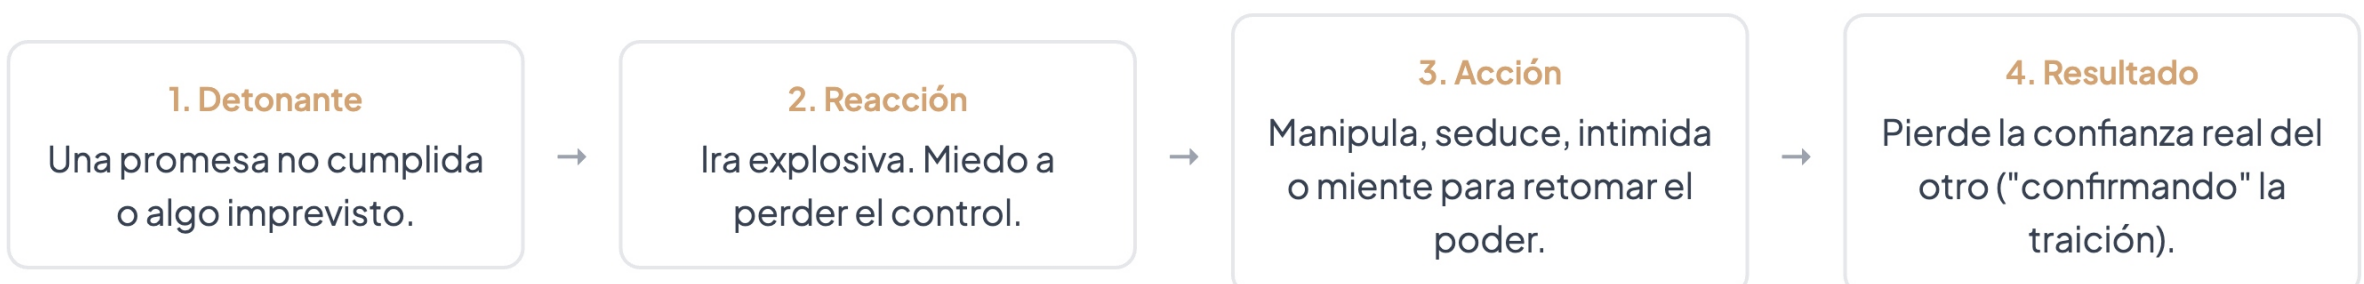 1. Detonante
Una promesa no cumplida
o algo imprevisto.
→
2. Reacción
Ira explosiva. Miedo a
perder el control.
→
3. Acción
Manipula, seduce, intimida
o miente para retomar el
poder.
→
4. Resultado
Pierde la confianza real del
otro ("confirmando" la
traición).